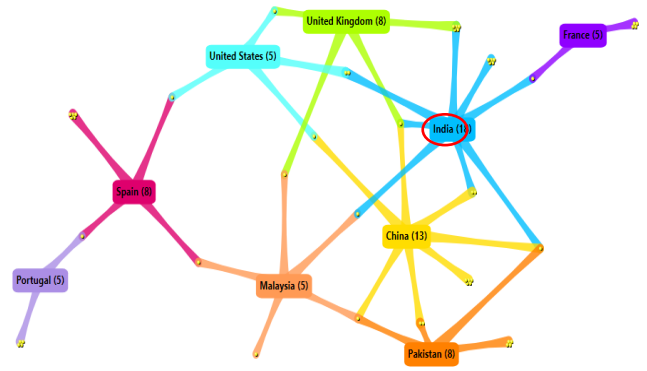 United Kingdom (8)
France (5)
United States (5)
India (18)
Spain (8)
China (13)
Portugal (5)
Malaysia (5)
Pakistan (8)